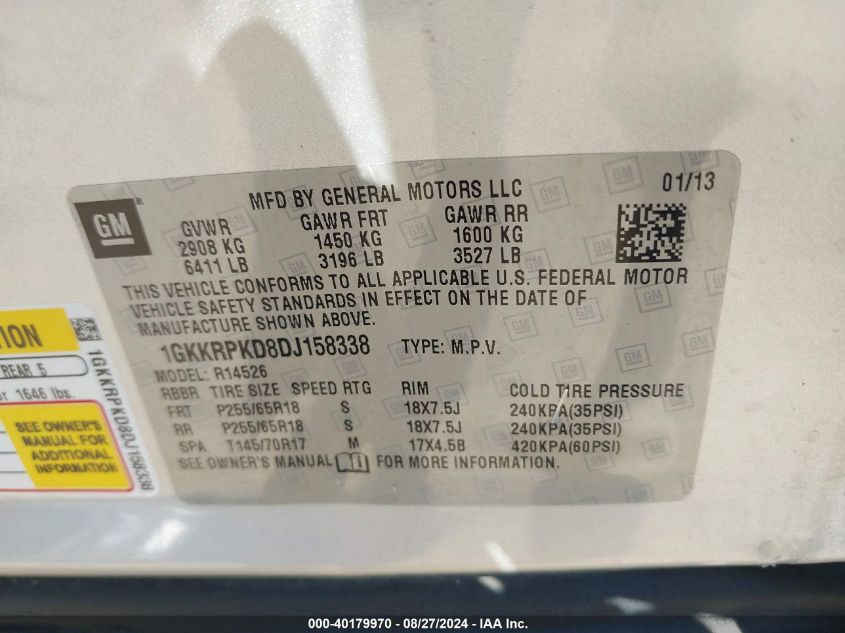 MFD BY GENERAL MOTORS LLC 01/13
GM
GVWR GAWR FRT GAWR RR
2908 KG 1450 KG 1600 KG
6411 LB 3196 LB 3527 LB
THIS VEHICLE CONFORMS TO ALL APPLICABLE U.S. FEDERAL MOTOR
VEHICLE SAFETY STANDARDS IN EFFECT ON THE DATE OF
MANUFACTURE SHOWN ABOVE.
1GKKRPKD8DJ158338 TYPE: M.P.V.
MODEL: R14526
RBBR TIRE SIZE SPEED RTG RIM COLD TIRE PRESSURE
FRT P255/65R18 S 18X7.5J 240KPA(35PSI)
RR P255/65R18 S 18X7.5J 240KPA(35PSI)
SPA T145/70R17 M 17X4.5B 420KPA(60PSI)
SEE OWNER'S MANUAL FOR MORE INFORMATION.
REAR 5
1646 lbs.
SEE OWNER'S
MANUAL FOR
ADDITIONAL
INFORMATION
1GKKRPKD8DJ158338
000-40179970 - 08/27/2024 - IAA Inc.